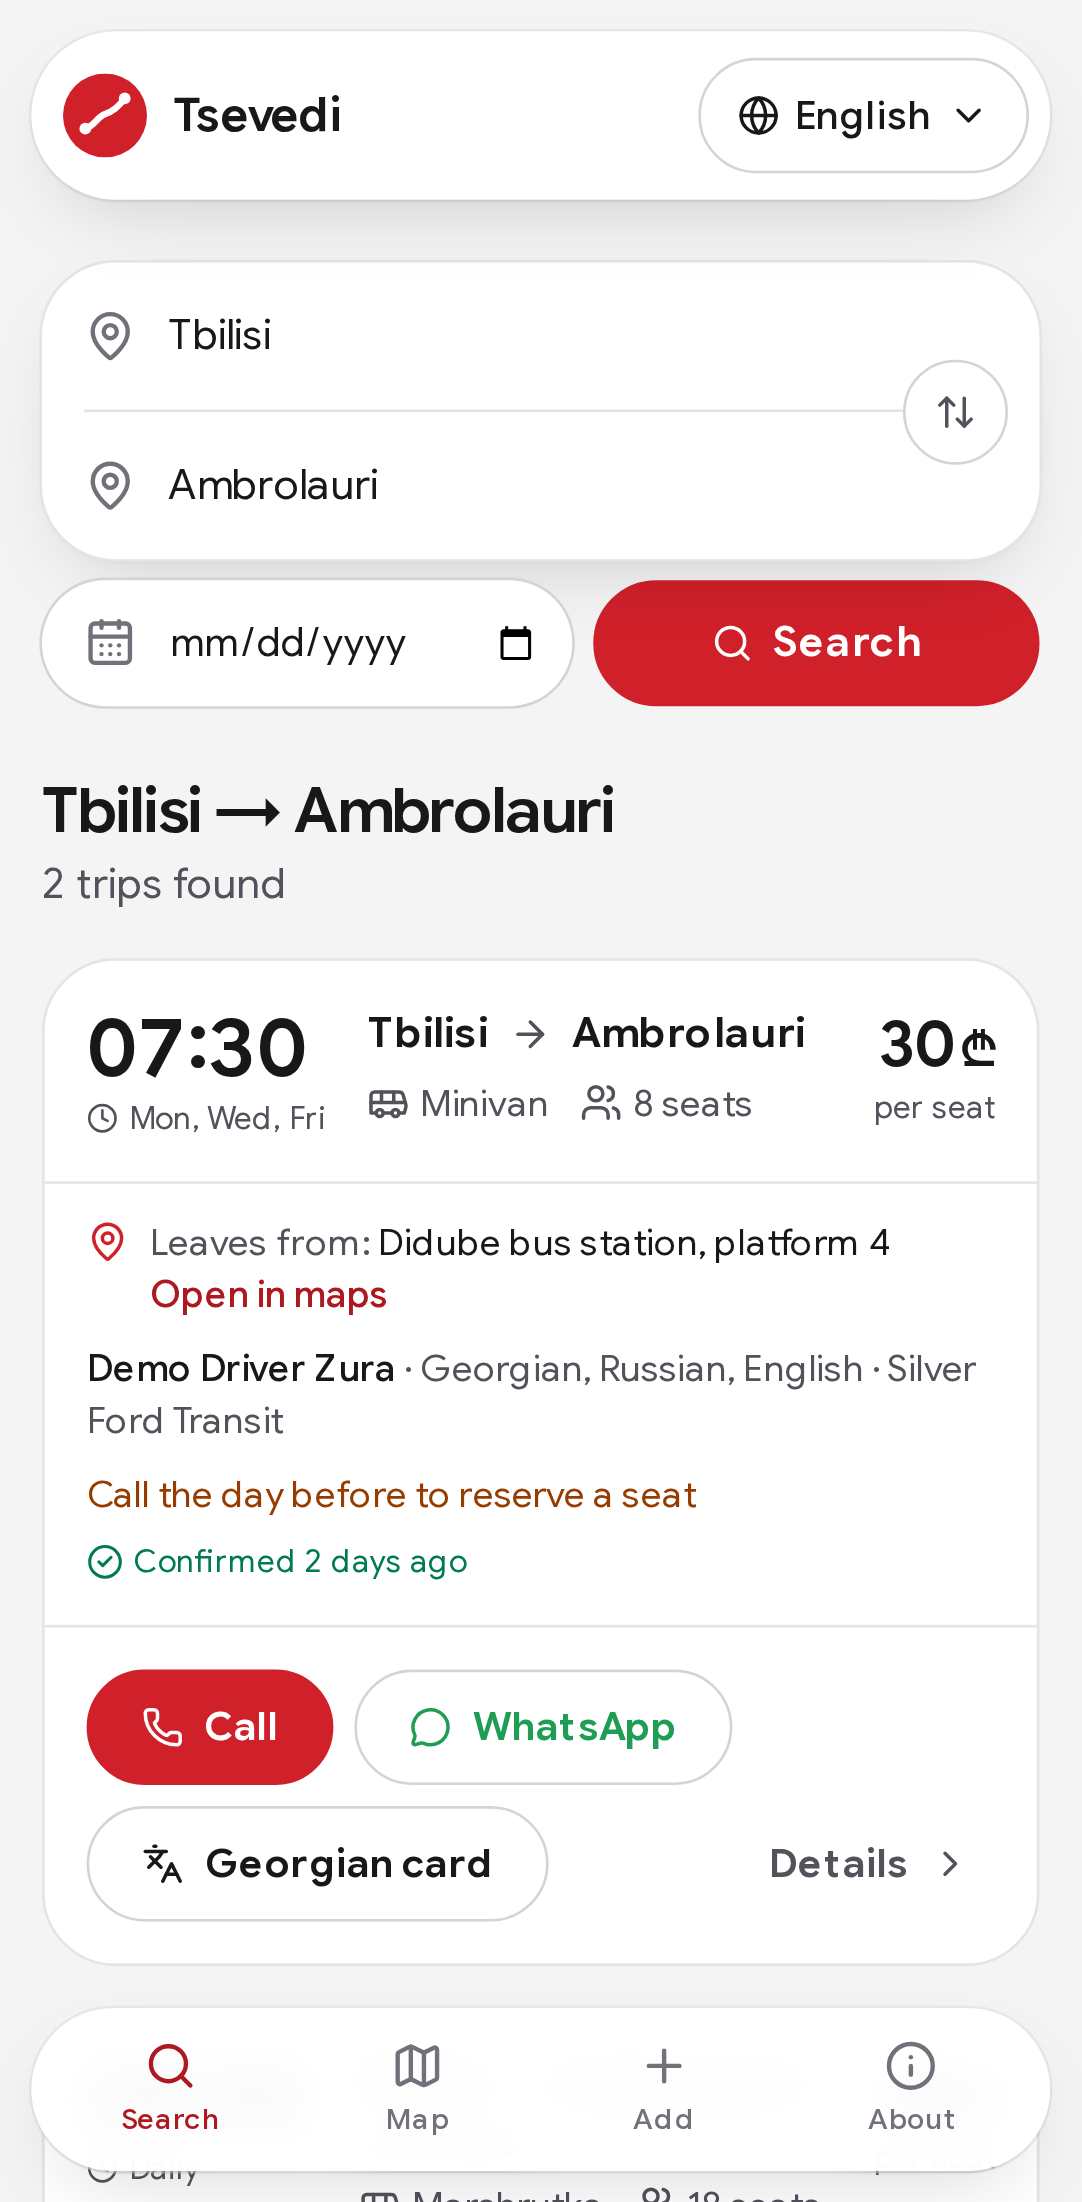 Tsevedi
English
Tbilisi
Ambrolauri
mm/dd/yyyy
Search
Tbilisi → Ambrolauri
2 trips found
07:30
Tbilisi → Ambrolauri
30₾
Mon, Wed, Fri
Minivan
8 seats
per seat
Leaves from: Didube bus station, platform 4
Open in maps
Demo Driver Zura · Georgian, Russian, English · Silver
Ford Transit
Call the day before to reserve a seat
Confirmed 2 days ago
Call
WhatsApp
Georgian card
Details
Search
Map
Add
About
Daily
per seat